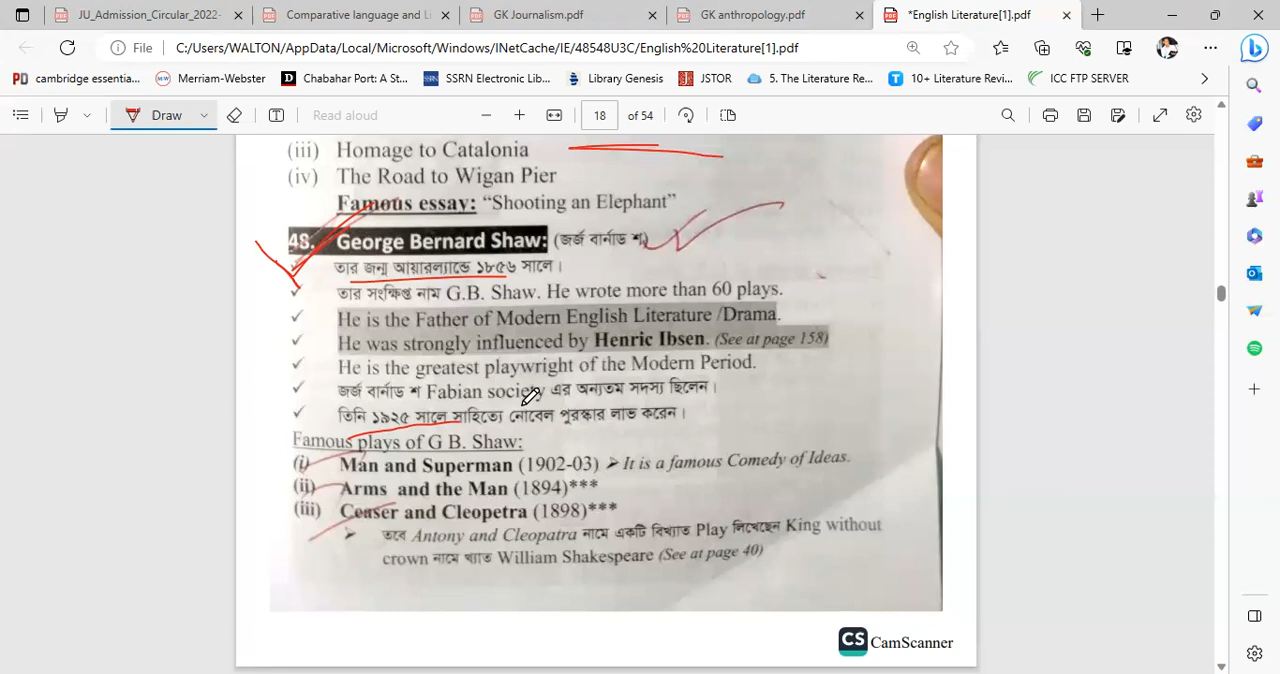 JU_Admission_Circular_2022- Comparative language and Li GK Journalism.pdf GK anthropology.pdf *English Literature[1].pdf
File C:/Users/WALTON/AppData/Local/Microsoft/Windows/INetCache/IE/48548U3C/English%20Literature[1].pdf
PD cambridge essentia... MW Merriam-Webster D Chabahar Port: A St... SSRN SSRN Electronic Lib... Library Genesis JSTOR 5. The Literature Re... T 10+ Literature Revi... ICC FTP SERVER
Draw T Read aloud 18 of 54
(iii) Homage to Catalonia
(iv) The Road to Wigan Pier
Famous essay: “Shooting an Elephant”
48. George Bernard Shaw: (জর্জ বার্নাড শ)
তার জন্ম আয়ারল্যান্ডে ১৮৫৬ সালে।
তার সংক্ষিপ্ত নাম G.B. Shaw. He wrote more than 60 plays.
He is the Father of Modern English Literature /Drama.
He was strongly influenced by Henric Ibsen. (See at page 158)
He is the greatest playwright of the Modern Period.
জর্জ বার্নাড শ Fabian society এর অন্যতম সদস্য ছিলেন।
তিনি ১৯২৫ সালে সাহিত্যে নোবেল পুরস্কার লাভ করেন।
Famous plays of G B. Shaw:
(i) Man and Superman (1902-03) ➤ It is a famous Comedy of Ideas.
(ii) Arms and the Man (1894)***
(iii) Ceaser and Cleopetra (1898)***
➤ তবে Antony and Cleopatra নামে একটি বিখ্যাত Play লিখেছেন King without
crown নামে খ্যাত William Shakespeare (See at page 40)
CS CamScanner